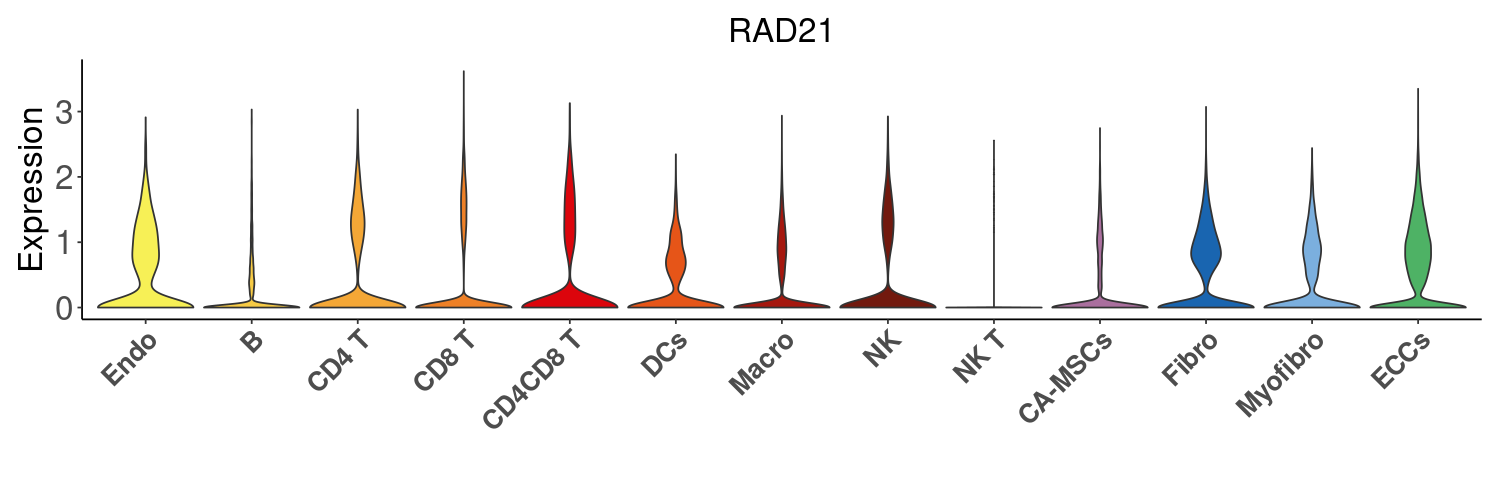 RAD21
Expression
3
2
1
0
Endo
B
CD4 T
CD8 T
CD4CD8 T
DCs
Macro
NK
NK T
CA-MSCs
Fibro
Myofibro
ECCs